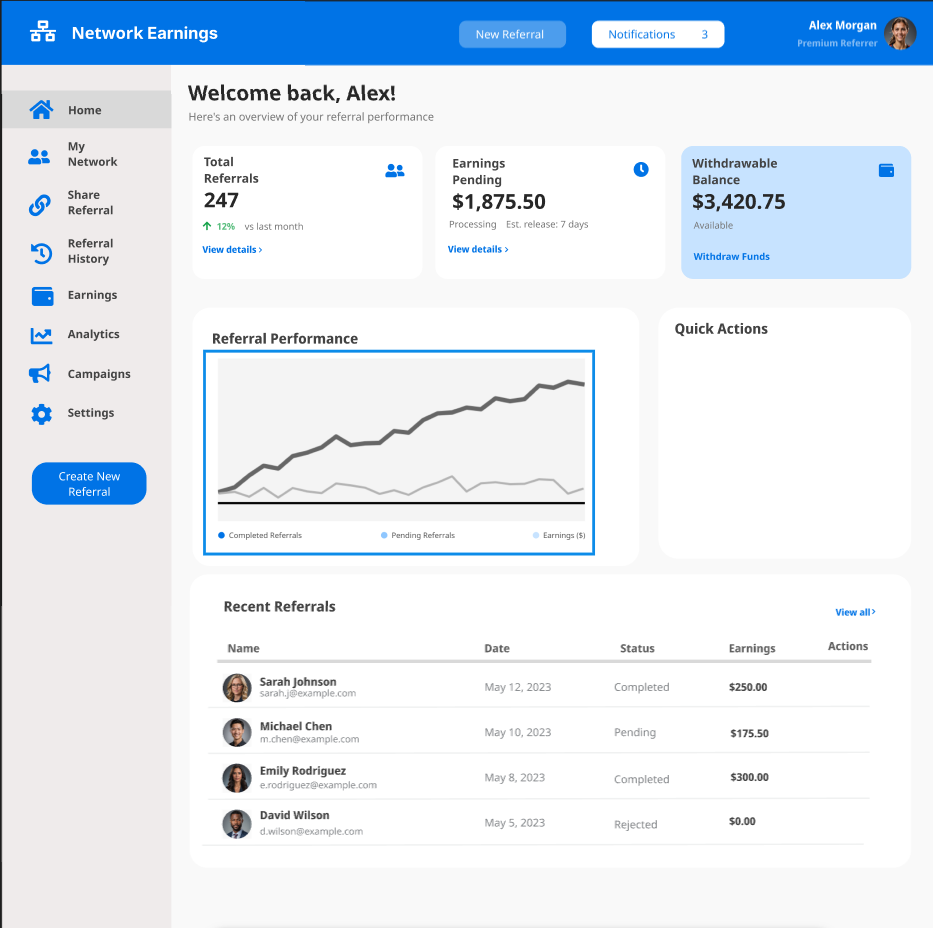 Network Earnings
New Referral
Notifications 3
Alex Morgan
Premium Referrer
Home
My
Network
Share
Referral
Referral
History
Earnings
Analytics
Campaigns
Settings
Create New
Referral
Welcome back, Alex!
Here's an overview of your referral performance
Total
Referrals
247
12% vs last month
View details ›
Earnings
Pending
$1,875.50
Processing Est. release: 7 days
View details ›
Withdrawable
Balance
$3,420.75
Available
Withdraw Funds
Referral Performance
Completed Referrals Pending Referrals Earnings ($)
Quick Actions
Recent Referrals
View all ›
Name Date Status Earnings Actions
Sarah Johnson
sarah.j@example.com
May 12, 2023 Completed $250.00
Michael Chen
m.chen@example.com
May 10, 2023 Pending $175.50
Emily Rodriguez
e.rodriguez@example.com
May 8, 2023 Completed $300.00
David Wilson
d.wilson@example.com
May 5, 2023 Rejected $0.00